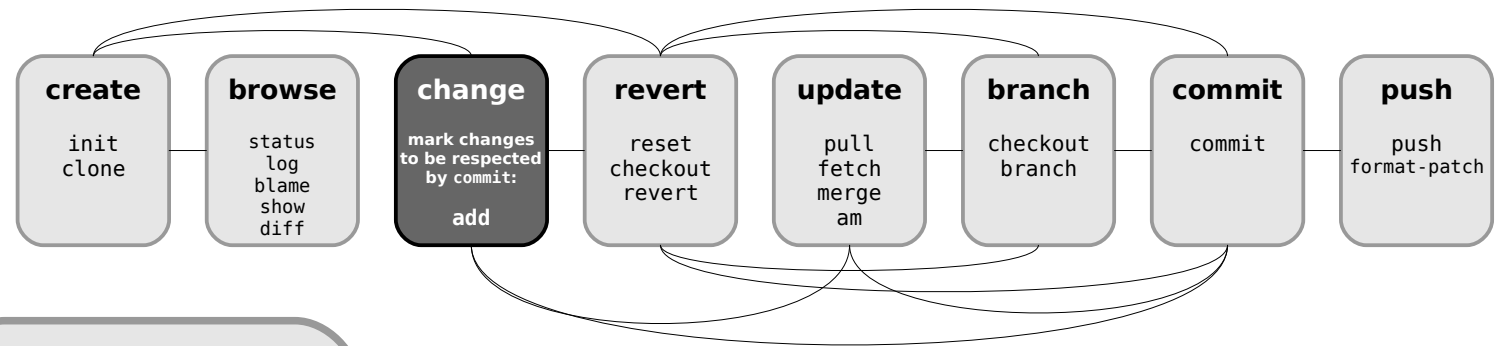 create
init
clone
browse
status
log
blame
show
diff
change
mark changes
to be respected
by commit:
add
revert
reset
checkout
revert
update
pull
fetch
merge
am
branch
checkout
branch
commit
commit
push
push
format-patch